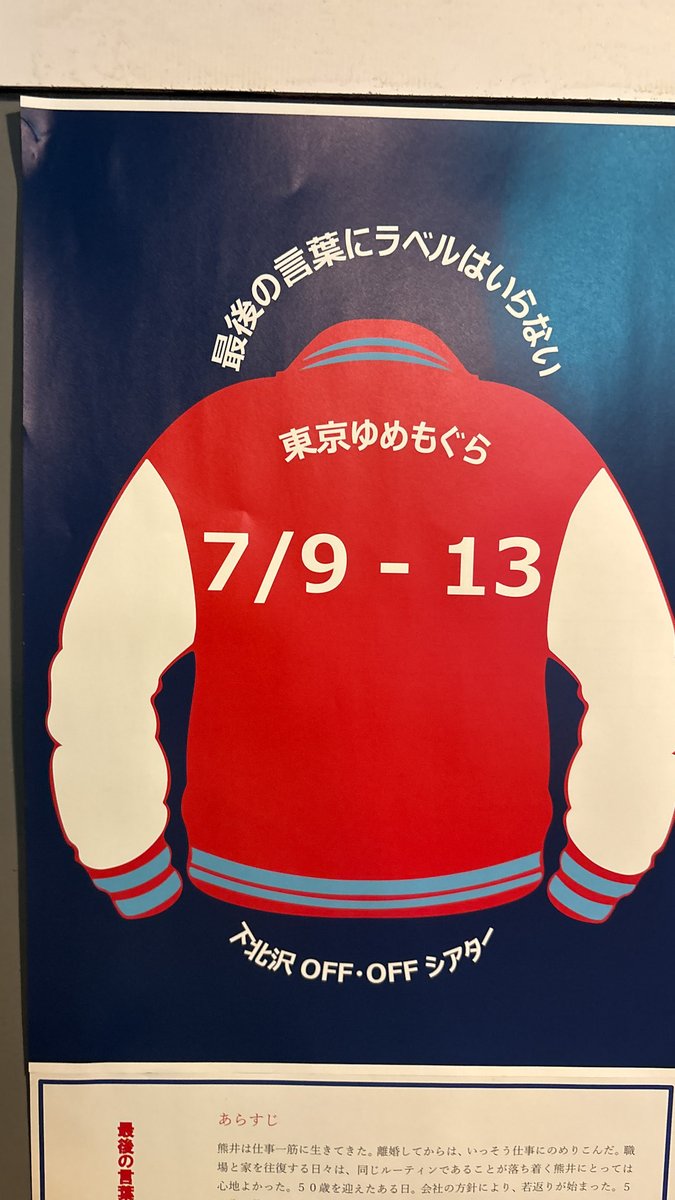 最後の言葉にラベルはいらない
東京ゆめもぐら
7/9 - 13
下北沢 OFF・OFF シアター
あらすじ
熊井は仕事一筋に生きてきた。離婚してからは、いっそう仕事にのめりこんだ。職
場と家を往復する日々は、同じルーティンであることが落ち着く熊井にとっては
心地よかった。５０歳を迎えたある日。会社の方針により、若返りが始まった。５
最後の言葉